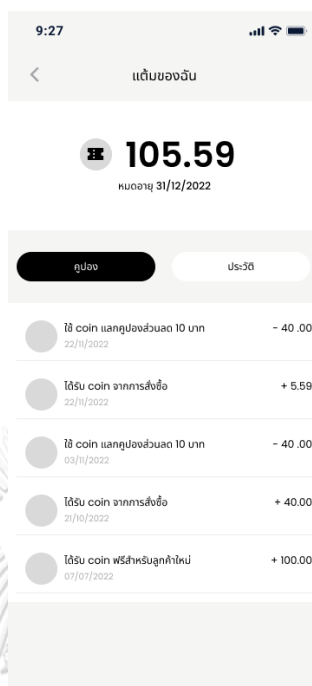 9:27
แต้มของฉัน
105.59
หมดอายุ 31/12/2022
คูปอง
ประวัติ
ใช้ coin แลกคูปองส่วนลด 10 บาท - 40 .00
22/11/2022
ได้รับ coin จากการสั่งซื้อ + 5.59
22/11/2022
ใช้ coin แลกคูปองส่วนลด 10 บาท - 40 .00
03/11/2022
ได้รับ coin จากการสั่งซื้อ + 40.00
21/10/2022
ได้รับ coin ฟรีสำหรับลูกค้าใหม่ + 100.00
07/07/2022